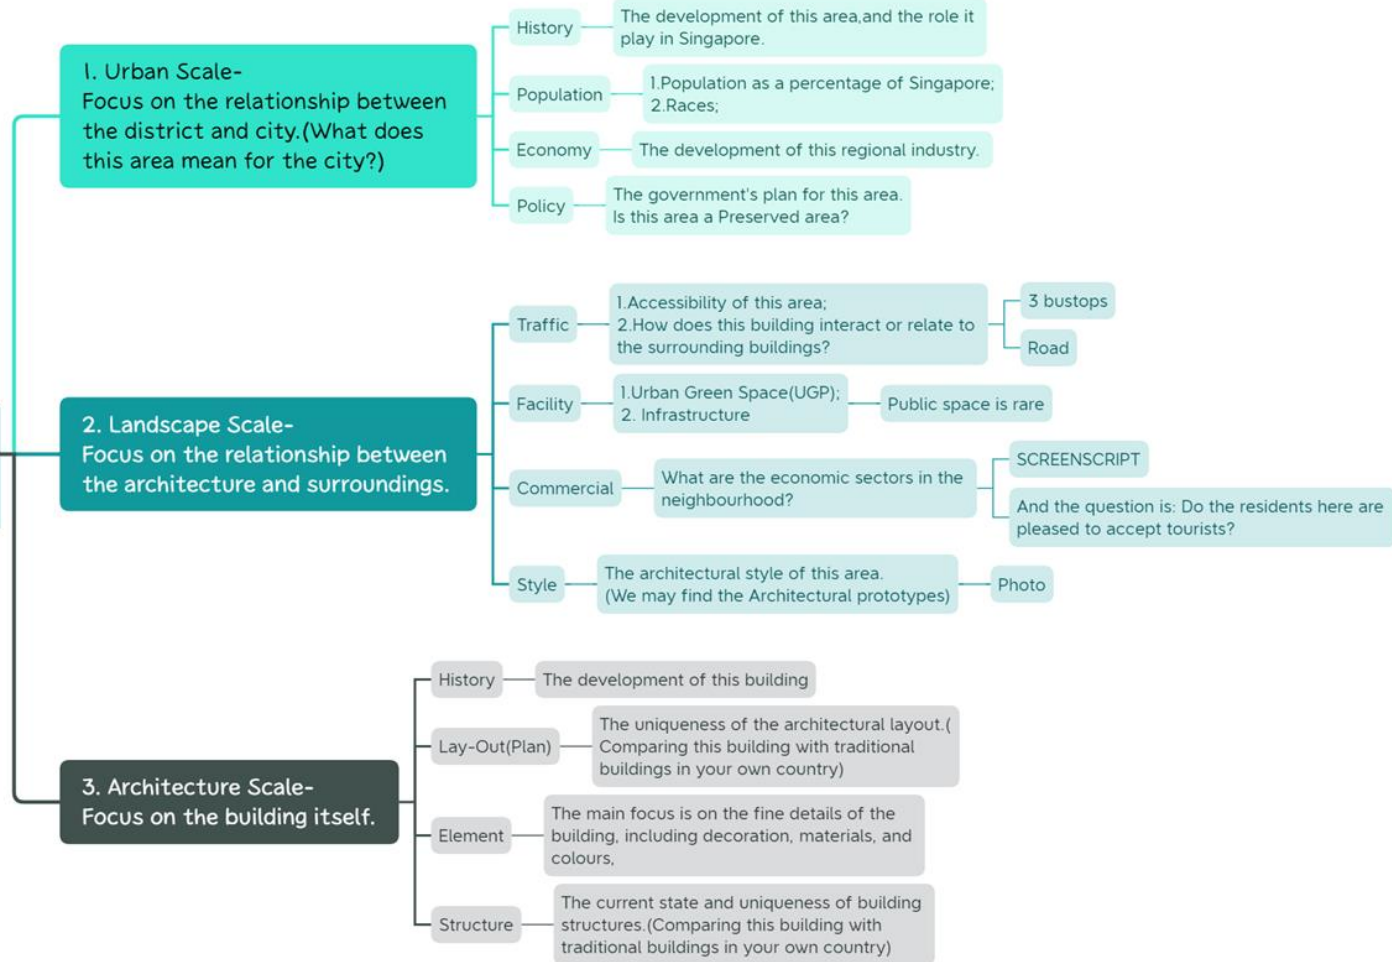 1. Urban Scale-
Focus on the relationship between
the district and city.(What does
this area mean for the city?)
History
The development of this area,and the role it
play in Singapore.
Population
1.Population as a percentage of Singapore;
2.Races;
Economy
The development of this regional industry.
Policy
The government's plan for this area.
Is this area a Preserved area?
2. Landscape Scale-
Focus on the relationship between
the architecture and surroundings.
Traffic
1.Accessibility of this area;
2.How does this building interact or relate to
the surrounding buildings?
3 bustops
Road
Facility
1.Urban Green Space(UGP);
2. Infrastructure
Public space is rare
Commercial
What are the economic sectors in the
neighbourhood?
SCREENSCRIPT
And the question is: Do the residents here are
pleased to accept tourists?
Style
The architectural style of this area.
(We may find the Architectural prototypes)
Photo
3. Architecture Scale-
Focus on the building itself.
History
The development of this building
Lay-Out(Plan)
The uniqueness of the architectural layout.(
Comparing this building with traditional
buildings in your own country)
Element
The main focus is on the fine details of the
building, including decoration, materials, and
colours,
Structure
The current state and uniqueness of building
structures.(Comparing this building with
traditional buildings in your own country)